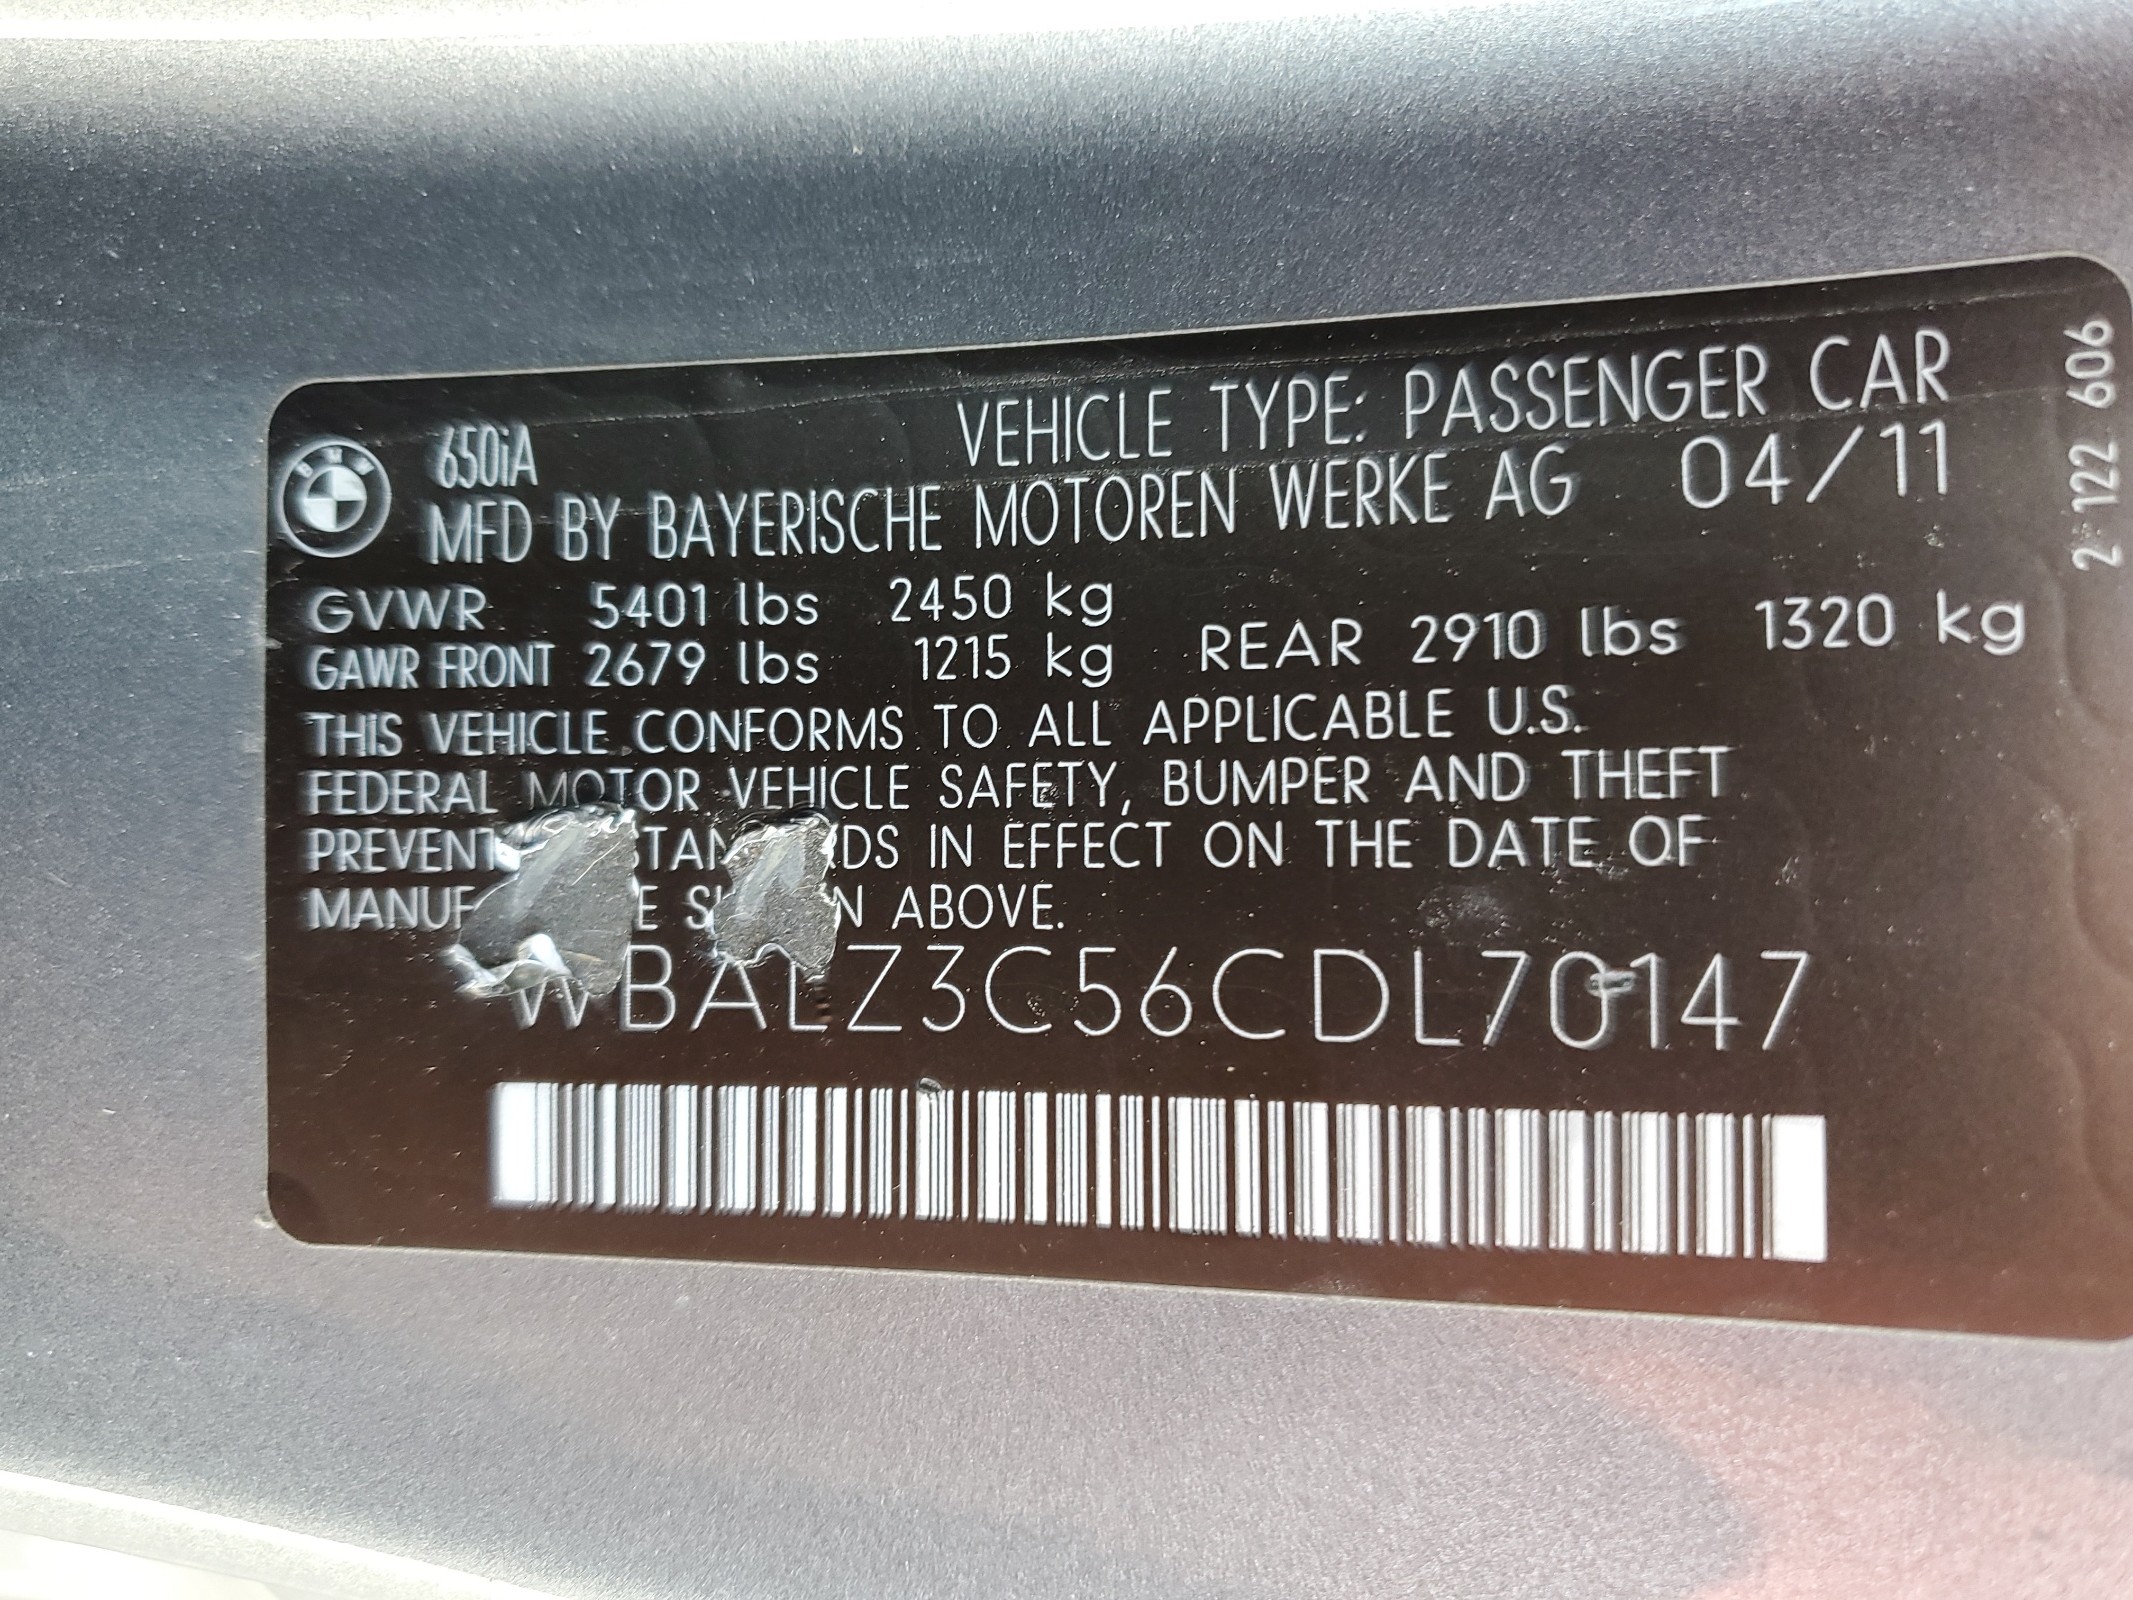 VEHICLE TYPE: PASSENGER CAR
650iA
MFD BY BAYERISCHE MOTOREN WERKE AG 04/11
GVWR 5401 lbs 2450 kg
GAWR FRONT 2679 lbs 1215 kg REAR 2910 lbs 1320 kg
THIS VEHICLE CONFORMS TO ALL APPLICABLE U.S.
FEDERAL MOTOR VEHICLE SAFETY, BUMPER AND THEFT
IN EFFECT ON THE DATE OF
ABOVE.
WBALZ3C56CDL70147
2 122 606
BMW